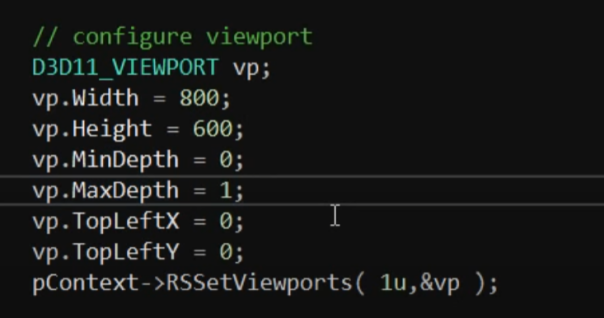 // configure viewport
D3D11_VIEWPORT vp;
vp.Width = 800;
vp.Height = 600;
vp.MinDepth = 0;
vp.MaxDepth = 1;
vp.TopLeftX = 0;
vp.TopLeftY = 0;
pContext->RSSetViewports( 1u,&vp );